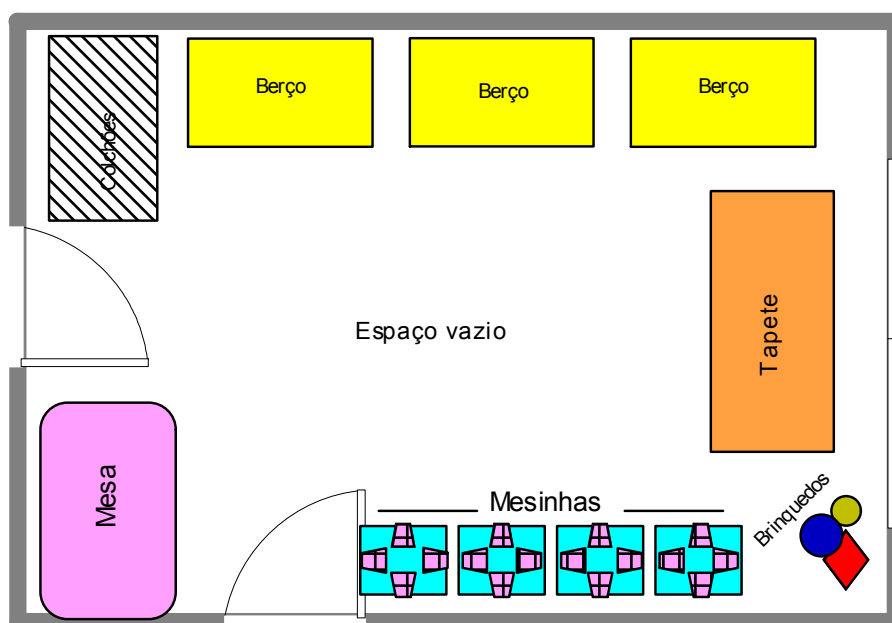 Colchões
Berço
Berço
Berço
Espaço vazio
Tapete
Mesa
Mesinhas
Brinquedos